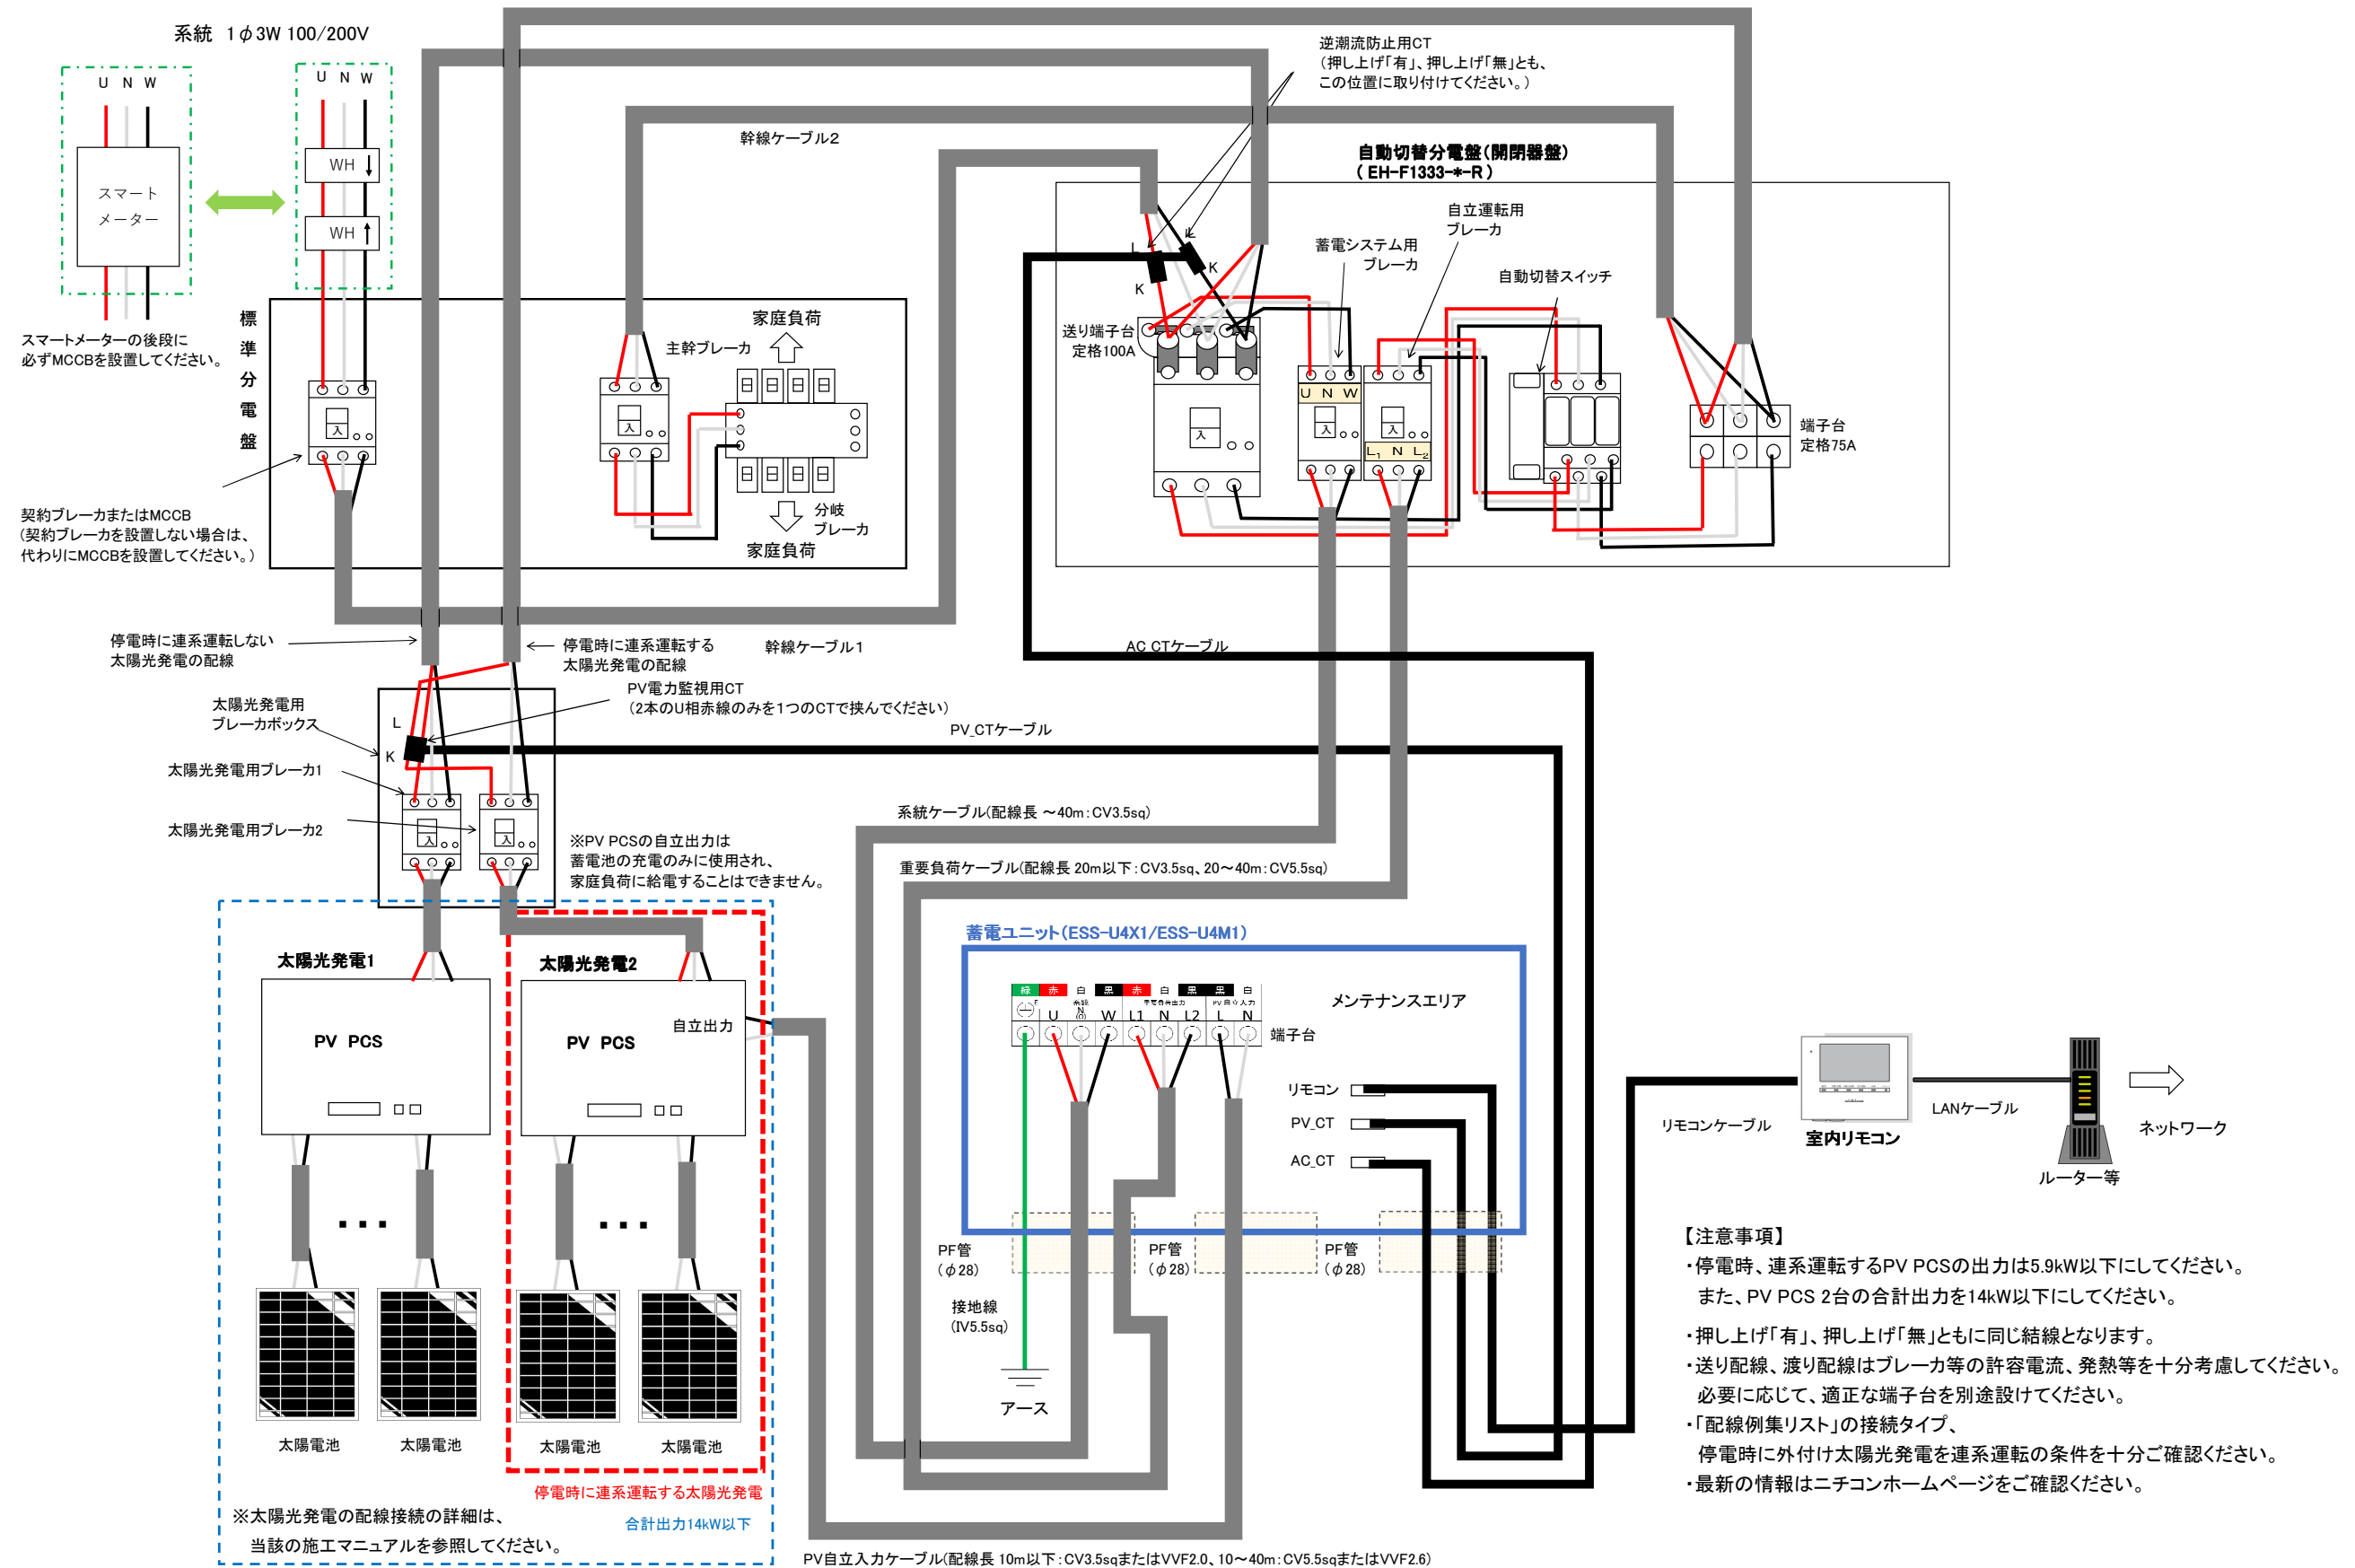 系統 1φ3W 100/200V
U N W
U N W
スマート
メーター
WH
WH
スマートメーターの後段に
必ずMCCBを設置してください。
標準分電盤
入
契約ブレーカまたはMCCB
(契約ブレーカを設置しない場合は、
代わりにMCCBを設置してください。)
主幹ブレーカ
入
家庭負荷
分岐
ブレーカ
家庭負荷
幹線ケーブル2
逆潮流防止用CT
(押し上げ「有」、押し上げ「無」とも、
この位置に取り付けてください。)
自動切替分電盤(開閉器盤)
( EH-F1333-*-R )
L
K
L
K
送り端子台
定格100A
入
蓄電システム用
ブレーカ
U N W
入
自立運転用
ブレーカ
入
L1 N L2
自動切替スイッチ
端子台
定格75A
停電時に連系運転しない
太陽光発電の配線
停電時に連系運転する
太陽光発電の配線
幹線ケーブル1
AC CTケーブル
PV電力監視用CT
(2本のU相赤線のみを1つのCTで挟んでください)
太陽光発電用
ブレーカボックス
L
K
PV_CTケーブル
太陽光発電用ブレーカ1
太陽光発電用ブレーカ2
入
入
※PV PCSの自立出力は
蓄電池の充電のみに使用され、
家庭負荷に給電することはできません。
系統ケーブル(配線長 ～40m:CV3.5sq)
重要負荷ケーブル(配線長 20m以下:CV3.5sq、20～40m:CV5.5sq)
太陽光発電1
PV PCS
太陽光発電2
PV PCS
自立出力
太陽電池
太陽電池
太陽電池
太陽電池
停電時に連系運転する太陽光発電
合計出力14kW以下
※太陽光発電の配線接続の詳細は、
当該の施工マニュアルを参照してください。
蓄電ユニット(ESS-U4X1/ESS-U4M1)
緑 赤 白 黒 赤 白 黒 黒 白
E 系統 重要負荷出力 PV自立入力
U N(O) W L1 N L2 L N
端子台
メンテナンスエリア
リモコン
PV_CT
AC_CT
PF管
(φ28)
PF管
(φ28)
PF管
(φ28)
接地線
(IV5.5sq)
アース
PV自立入力ケーブル(配線長 10m以下:CV3.5sqまたはVVF2.0、10～40m:CV5.5sqまたはVVF2.6)
リモコンケーブル
室内リモコン
LANケーブル
ルーター等
ネットワーク
【注意事項】
・停電時、連系運転するPV PCSの出力は5.9kW以下にしてください。
また、PV PCS 2台の合計出力を14kW以下にしてください。
・押し上げ「有」、押し上げ「無」ともに同じ結線となります。
・送り配線、渡り配線はブレーカ等の許容電流、発熱等を十分考慮してください。
必要に応じて、適正な端子台を別途設けてください。
・「配線例集リスト」の接続タイプ、
停電時に外付け太陽光発電を連系運転の条件を十分ご確認ください。
・最新の情報はニチコンホームページをご確認ください。